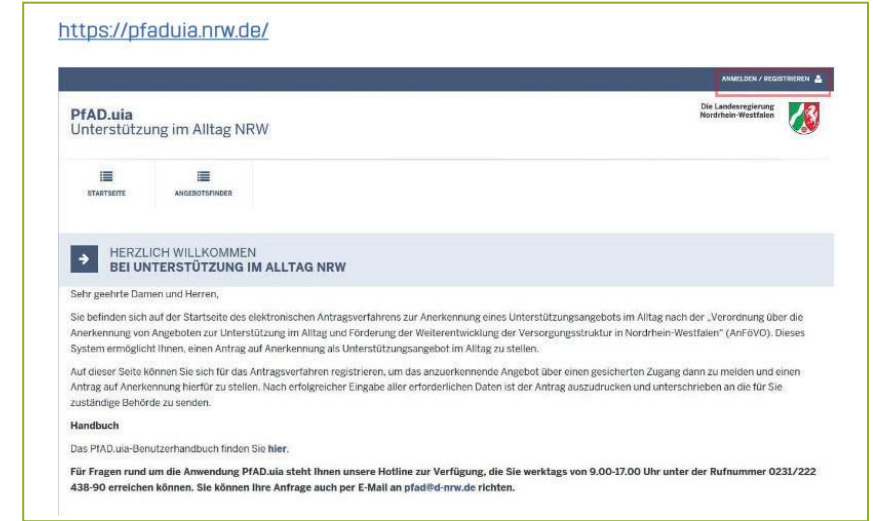 https://pfaduia.nrw.de/
ANMELDEN / REGISTRIEREN
PfAD.uia
Unterstützung im Alltag NRW
Die Landesregierung
Nordrhein-Westfalen
STARTSEITE
ANGEBOTSFINDER
HERZLICH WILLKOMMEN
BEI UNTERSTÜTZUNG IM ALLTAG NRW
Sehr geehrte Damen und Herren,
Sie befinden sich auf der Startseite des elektronischen Antragsverfahrens zur Anerkennung eines Unterstützungsangebots im Alltag nach der „Verordnung über die
Anerkennung von Angeboten zur Unterstützung im Alltag und Förderung der Weiterentwicklung der Versorgungsstruktur in Nordrhein-Westfalen“ (AnFöVO). Dieses
System ermöglicht Ihnen, einen Antrag auf Anerkennung als Unterstützungsangebot im Alltag zu stellen.
Auf dieser Seite können Sie sich für das Antragsverfahren registrieren, um das anzuerkennende Angebot über einen gesicherten Zugang dann zu melden und einen
Antrag auf Anerkennung hierfür zu stellen. Nach erfolgreicher Eingabe aller erforderlichen Daten ist der Antrag auszudrucken und unterschrieben an die für Sie
zuständige Behörde zu senden.
Handbuch
Das PfAD.uia-Benutzerhandbuch finden Sie hier.
Für Fragen rund um die Anwendung PfAD.uia steht Ihnen unsere Hotline zur Verfügung, die Sie werktags von 9.00-17.00 Uhr unter der Rufnummer 0231/222
438-90 erreichen können. Sie können Ihre Anfrage auch per E-Mail an pfad@d-nrw.de richten.